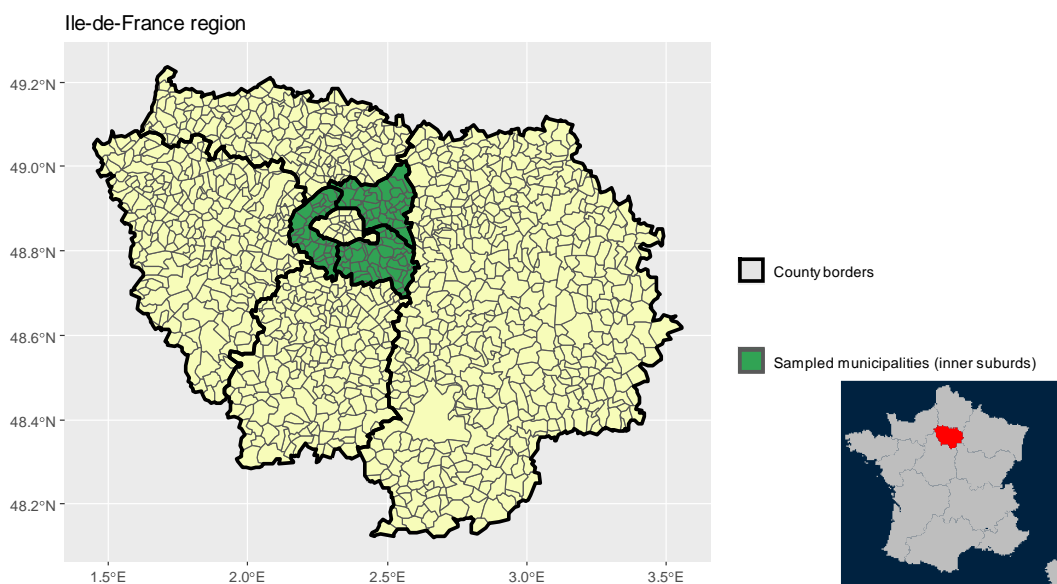 Ile-de-France region
49.2°N
49.0°N
48.8°N
48.6°N
48.4°N
48.2°N
1.5°E 2.0°E 2.5°E 3.0°E 3.5°E
County borders
Sampled municipalities (inner suburds)